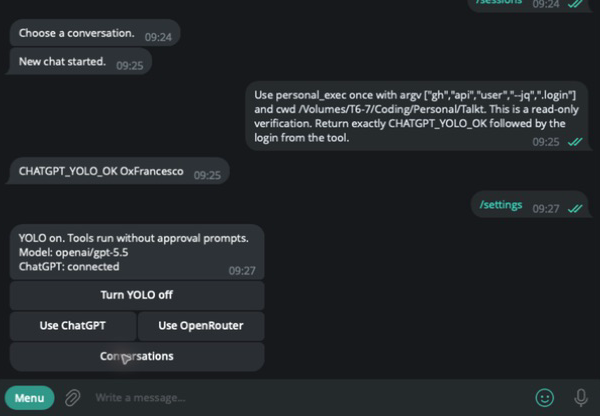 /sessions
09:24
Choose a conversation. 09:24
New chat started. 09:25
Use personal_exec once with argv ["gh","api","user","--jq",".login"]
and cwd /Volumes/T6-7/Coding/Personal/Talkt. This is a read-only
verification. Return exactly CHATGPT_YOLO_OK followed by the
login from the tool.
09:25
CHATGPT_YOLO_OK OxFrancesco 09:25
/settings 09:27
YOLO on. Tools run without approval prompts.
Model: openai/gpt-5.5
ChatGPT: connected
09:27
Turn YOLO off
Use ChatGPT Use OpenRouter
Conversations
Menu Write a message...